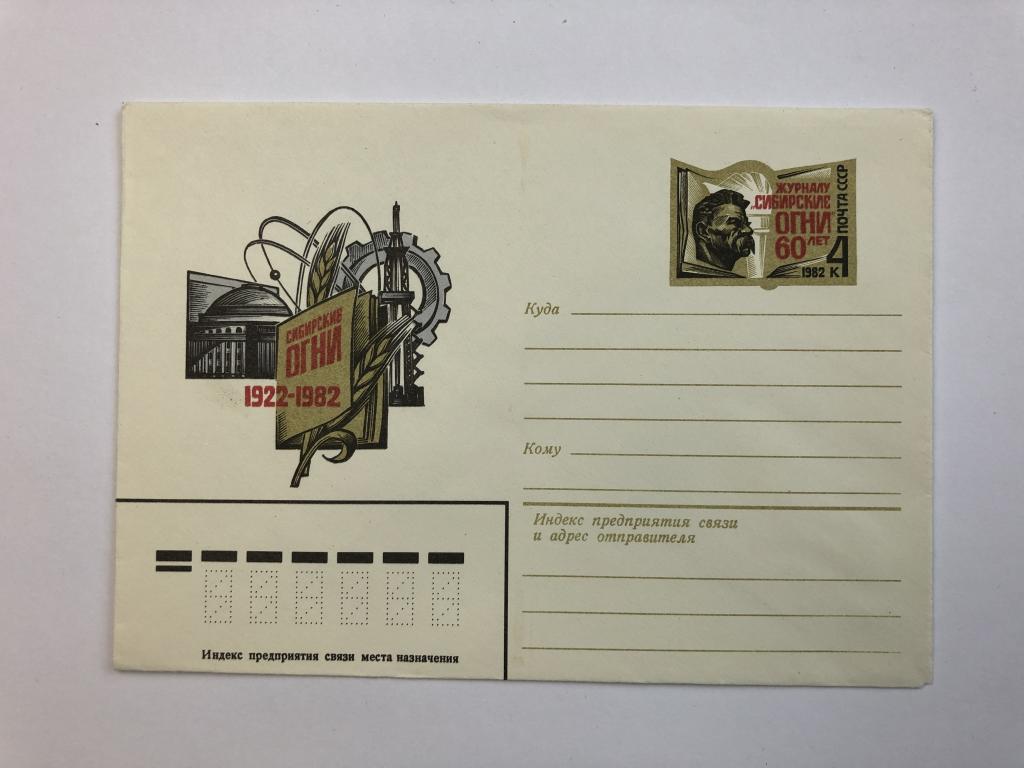 ЖУРНАЛУ
„СИБИРСКИЕ
ОГНИ"
60 ЛЕТ
1982
ПОЧТА СССР
4 К
СИБИРСКИЕ
ОГНИ
1922-1982
Куда
Кому
Индекс предприятия связи
и адрес отправителя
Индекс предприятия связи места назначения